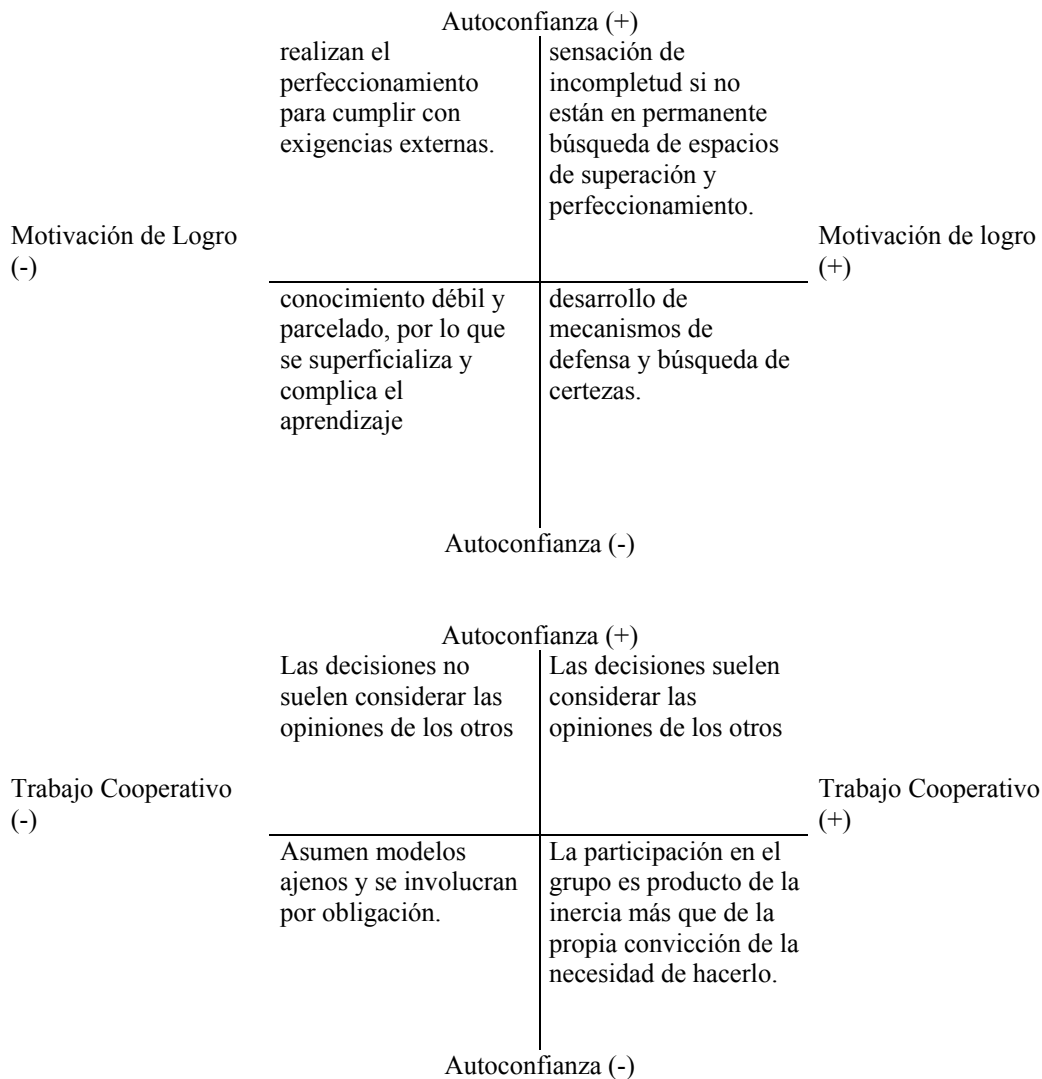 Autoconfianza (+)
realizan el
perfeccionamiento
para cumplir con
exigencias externas.
sensación de
incompletud si no
están en permanente
búsqueda de espacios
de superación y
perfeccionamiento.
Motivación de Logro
(-)
Motivación de logro
(+)
conocimiento débil y
parcelado, por lo que
se superficializa y
complica el
aprendizaje
desarrollo de
mecanismos de
defensa y búsqueda de
certezas.
Autoconfianza (-)
Autoconfianza (+)
Las decisiones no
suelen considerar las
opiniones de los otros
Las decisiones suelen
considerar las
opiniones de los otros
Trabajo Cooperativo
(-)
Trabajo Cooperativo
(+)
Asumen modelos
ajenos y se involucran
por obligación.
La participación en el
grupo es producto de la
inercia más que de la
propia convicción de la
necesidad de hacerlo.
Autoconfianza (-)